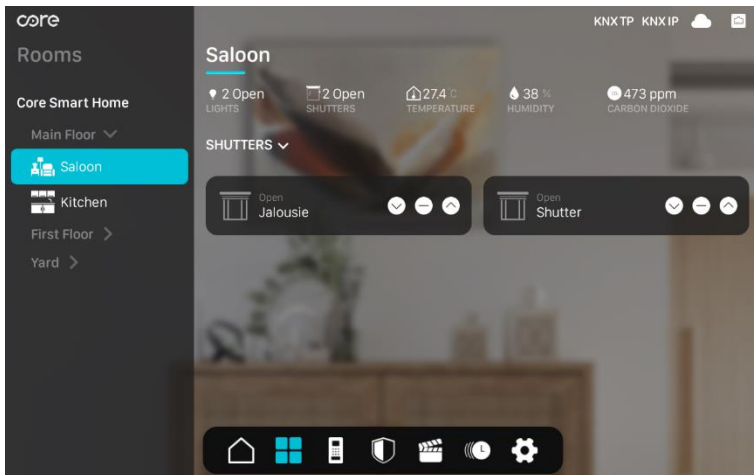 core
KNX TP KNX IP
Rooms
Saloon
Core Smart Home
2 Open
LIGHTS
2 Open
SHUTTERS
27.4 °C
TEMPERATURE
38 %
HUMIDITY
473 ppm
CARBON DIOXIDE
Main Floor
Saloon
Kitchen
First Floor
Yard
SHUTTERS
Open
Jalousie
Open
Shutter